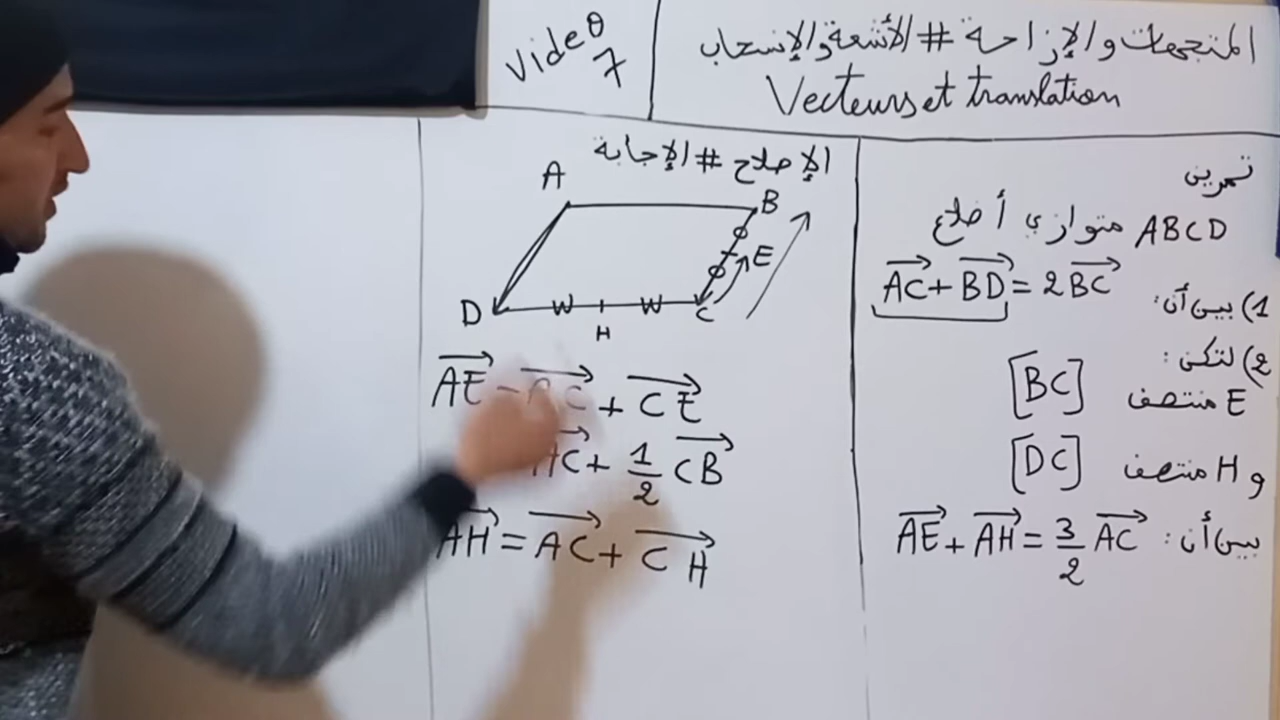 Video 7
المتجهات والإزاحة # الأشعة والإنسحاب
Vecteurs et translation
تمرين
ABCD متوازي أضلاع
1) بين أن: AC + BD = 2BC
2) لتكن:
E منتصف [BC]
و H منتصف [DC]
بين أن: AE + AH = 3/2 AC
الإصلاح # الإجابة
A
B
E
D
H
C
AE = AC + CE
AC + 1/2 CB
AH = AC + CH